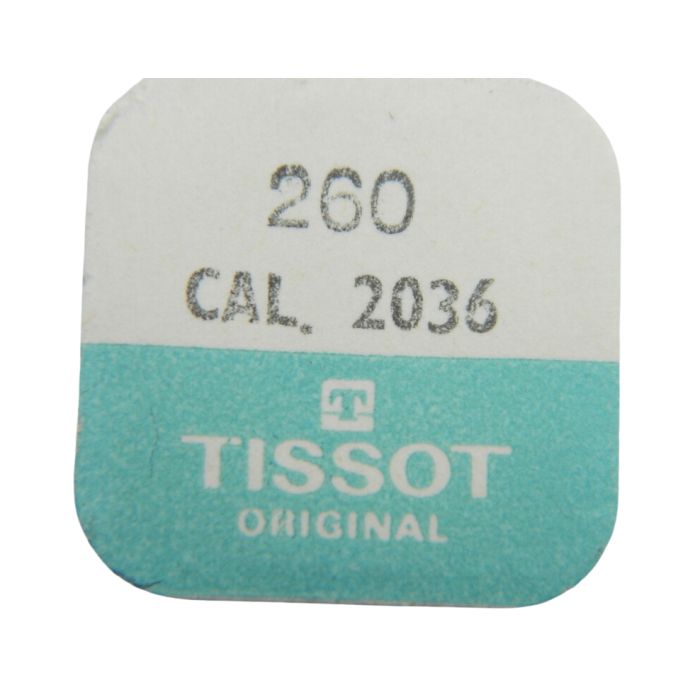 260
CAL. 2036
T
TISSOT
ORIGINAL